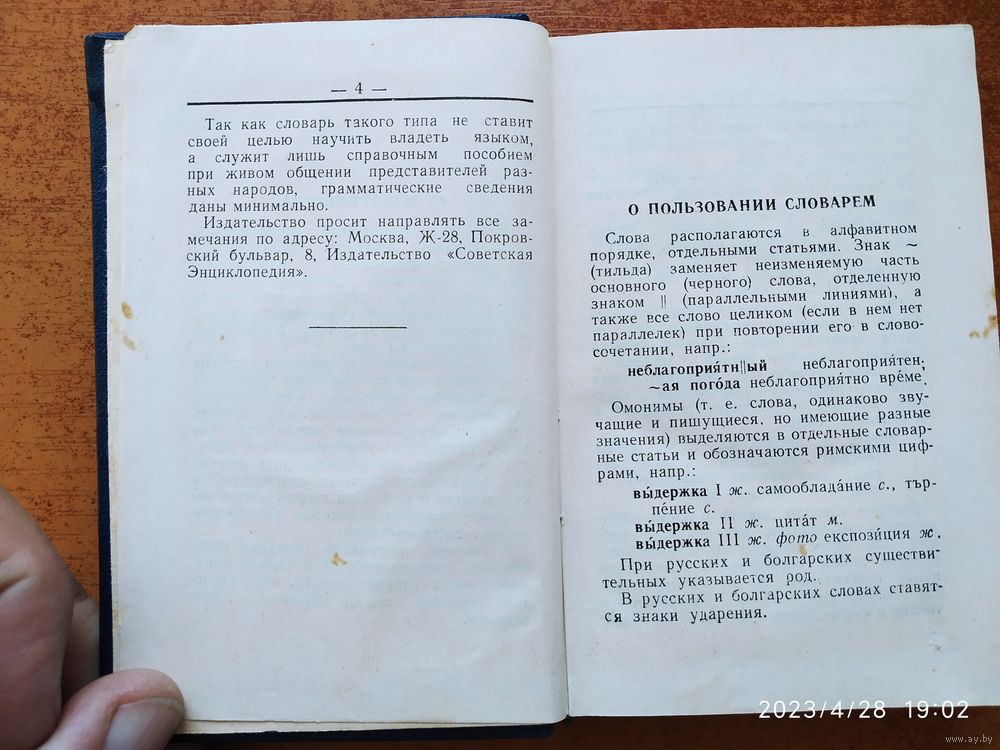 — 4 —
Так как словарь такого типа не ставит
своей целью научить владеть языком,
а служит лишь справочным пособием
при живом общении представителей раз-
ных народов, грамматические сведения
даны минимально.
Издательство просит направлять все за-
мечания по адресу: Москва, Ж-28, Покров-
ский бульвар, 8, Издательство «Советская
Энциклопедия».
О ПОЛЬЗОВАНИИ СЛОВАРЕМ
Слова располагаются в алфавитном
порядке, отдельными статьями. Знак ~
(тильда) заменяет неизменяемую часть
основного (черного) слова, отделенную
знаком || (параллельными линиями), а
также все слово целиком (если в нем нет
параллелек) при повторении его в слово-
сочетании, напр.:
неблагоприя́тн||ый неблагоприя́тен;
~ая пого́да неблагоприя́тно вре́ме.
Омонимы (т. е. слова, одинаково зву-
чащие и пишущиеся, но имеющие разные
значения) выделяются в отдельные словар-
ные статьи и обозначаются римскими циф-
рами, напр.:
вы́держка I ж. самооблада́ние с., тър-
пе́ние с.
вы́держка II ж. цита́т м.
вы́держка III ж. фото експози́ция ж.
При русских и болгарских существи-
тельных указывается род.
В русских и болгарских словах ставят-
ся знаки ударения.
2023/4/28 19:02
www.ay.by